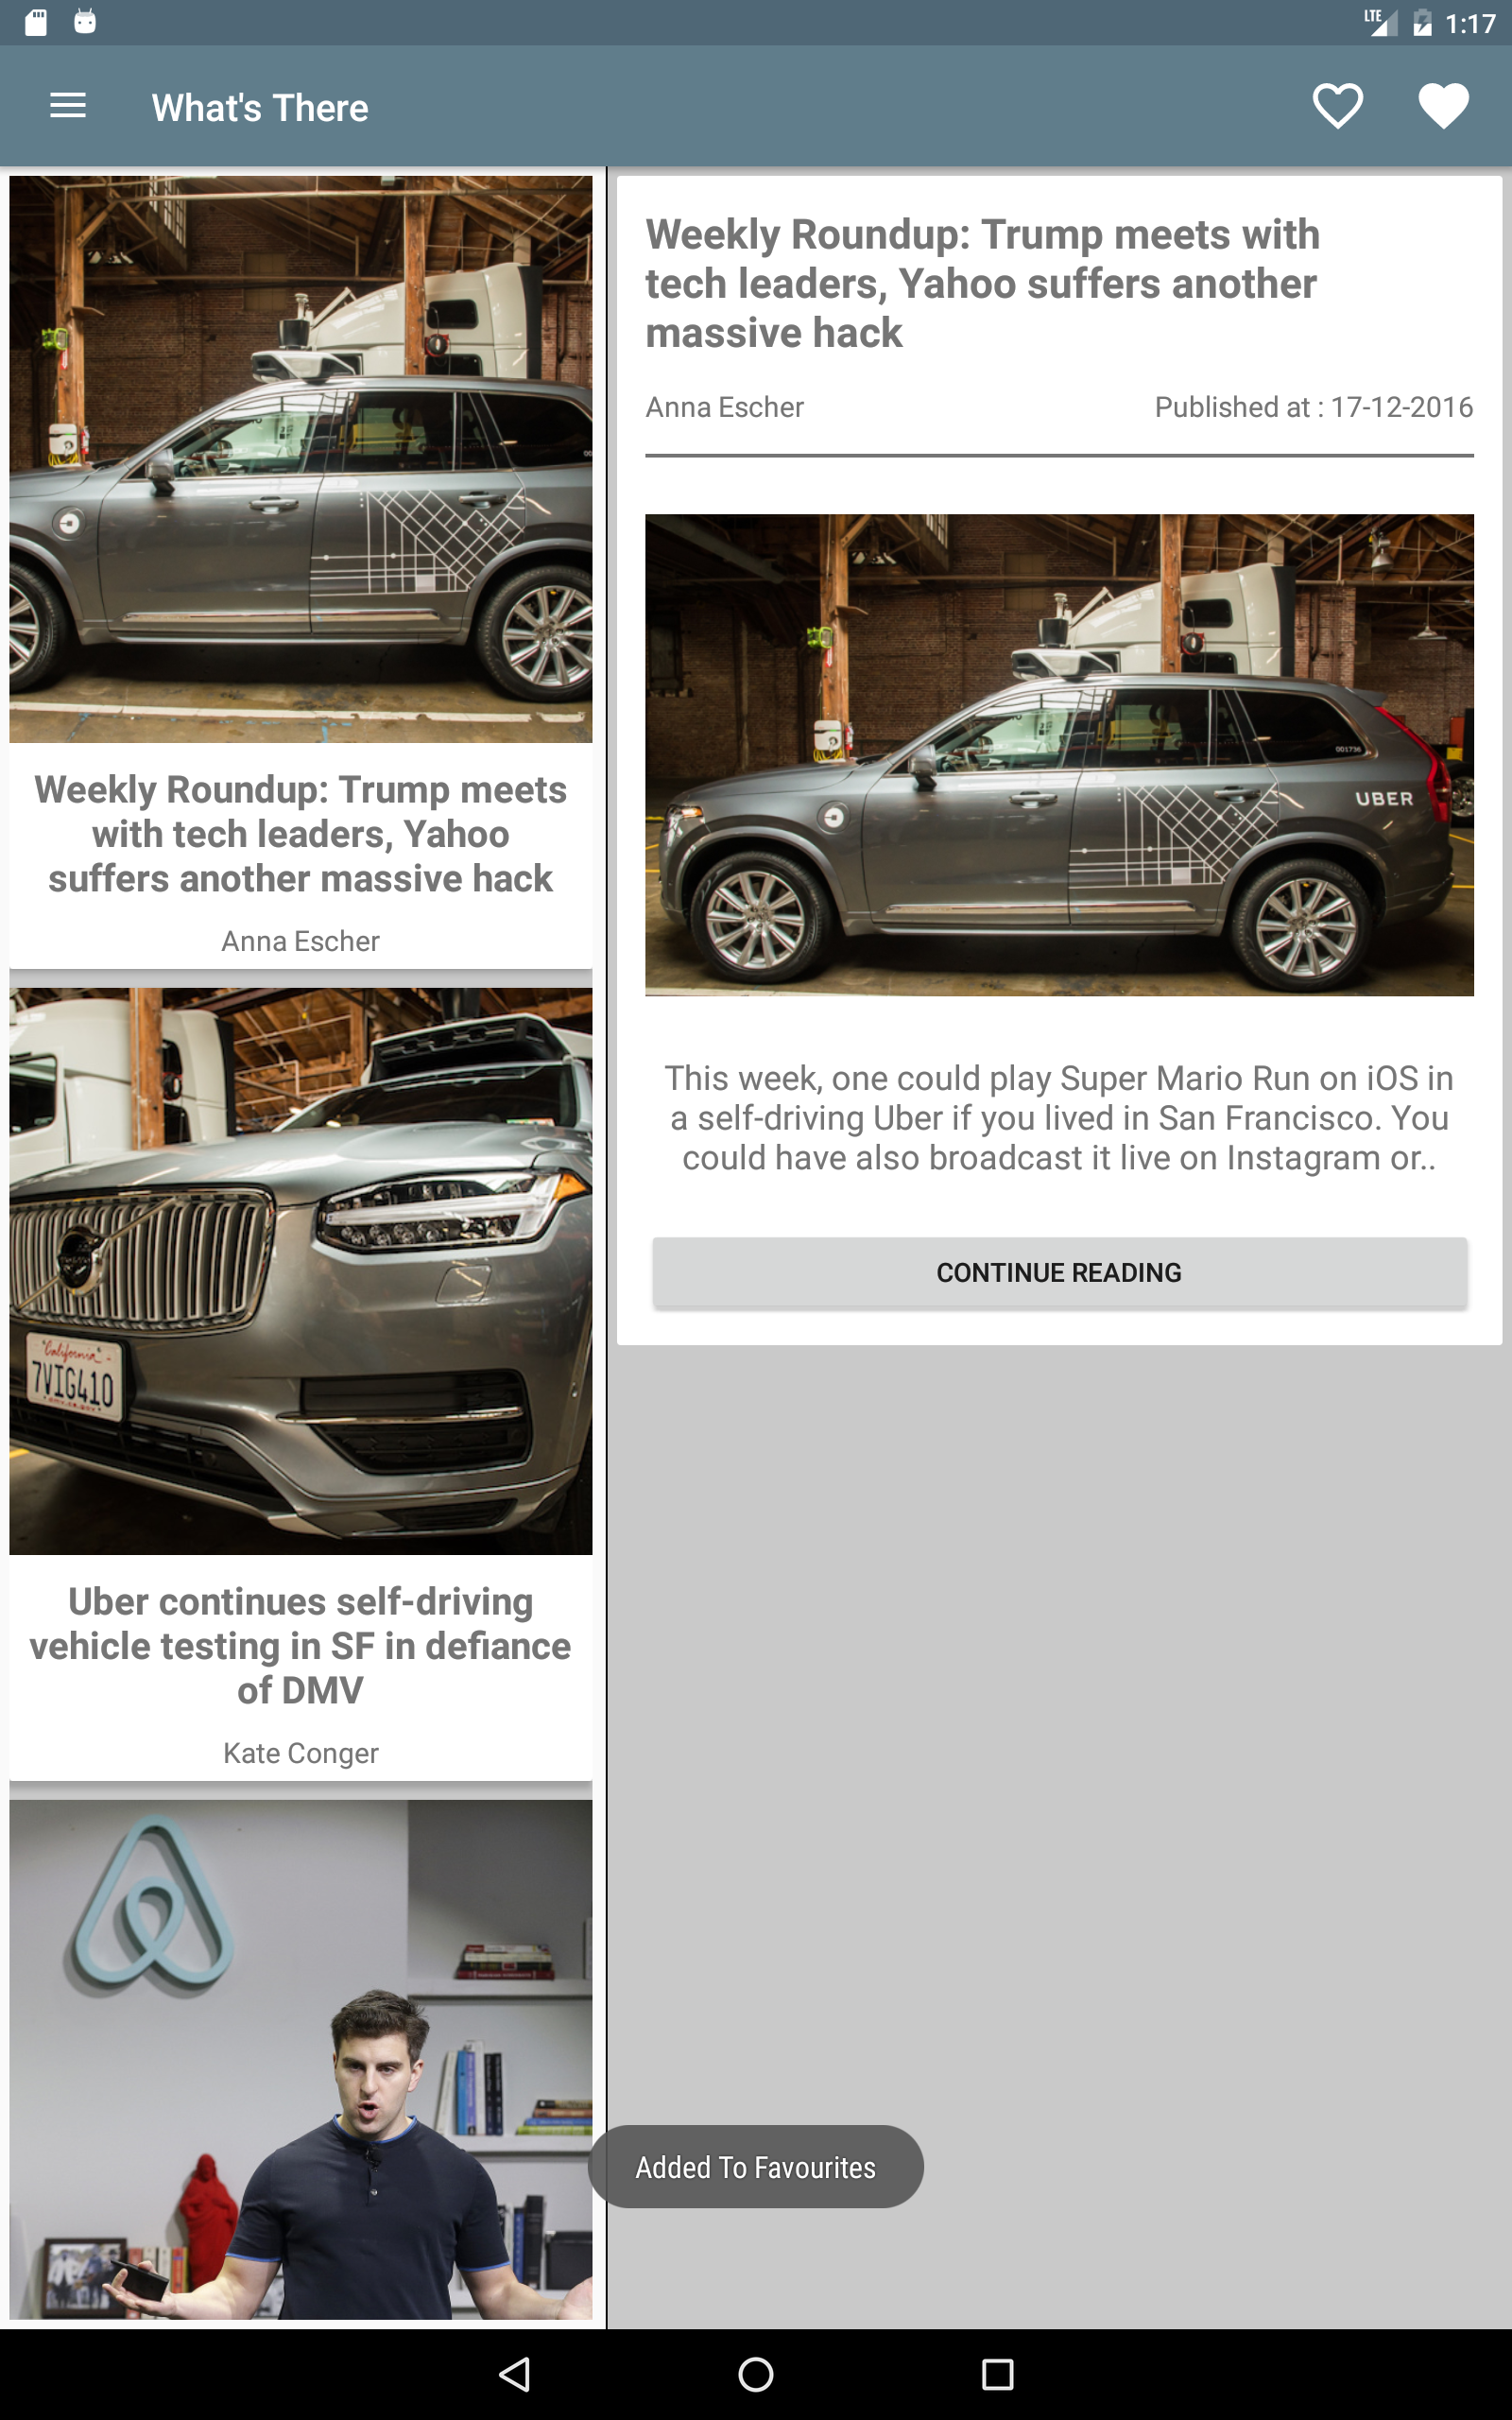 LTE 1:17
What's There
Weekly Roundup: Trump meets
with tech leaders, Yahoo
suffers another massive hack
Anna Escher
California
7VIG410
Uber continues self-driving
vehicle testing in SF in defiance
of DMV
Kate Conger
Weekly Roundup: Trump meets with
tech leaders, Yahoo suffers another
massive hack
Anna Escher
Published at : 17-12-2016
001736
UBER
This week, one could play Super Mario Run on iOS in
a self-driving Uber if you lived in San Francisco. You
could have also broadcast it live on Instagram or..
CONTINUE READING
Added To Favourites